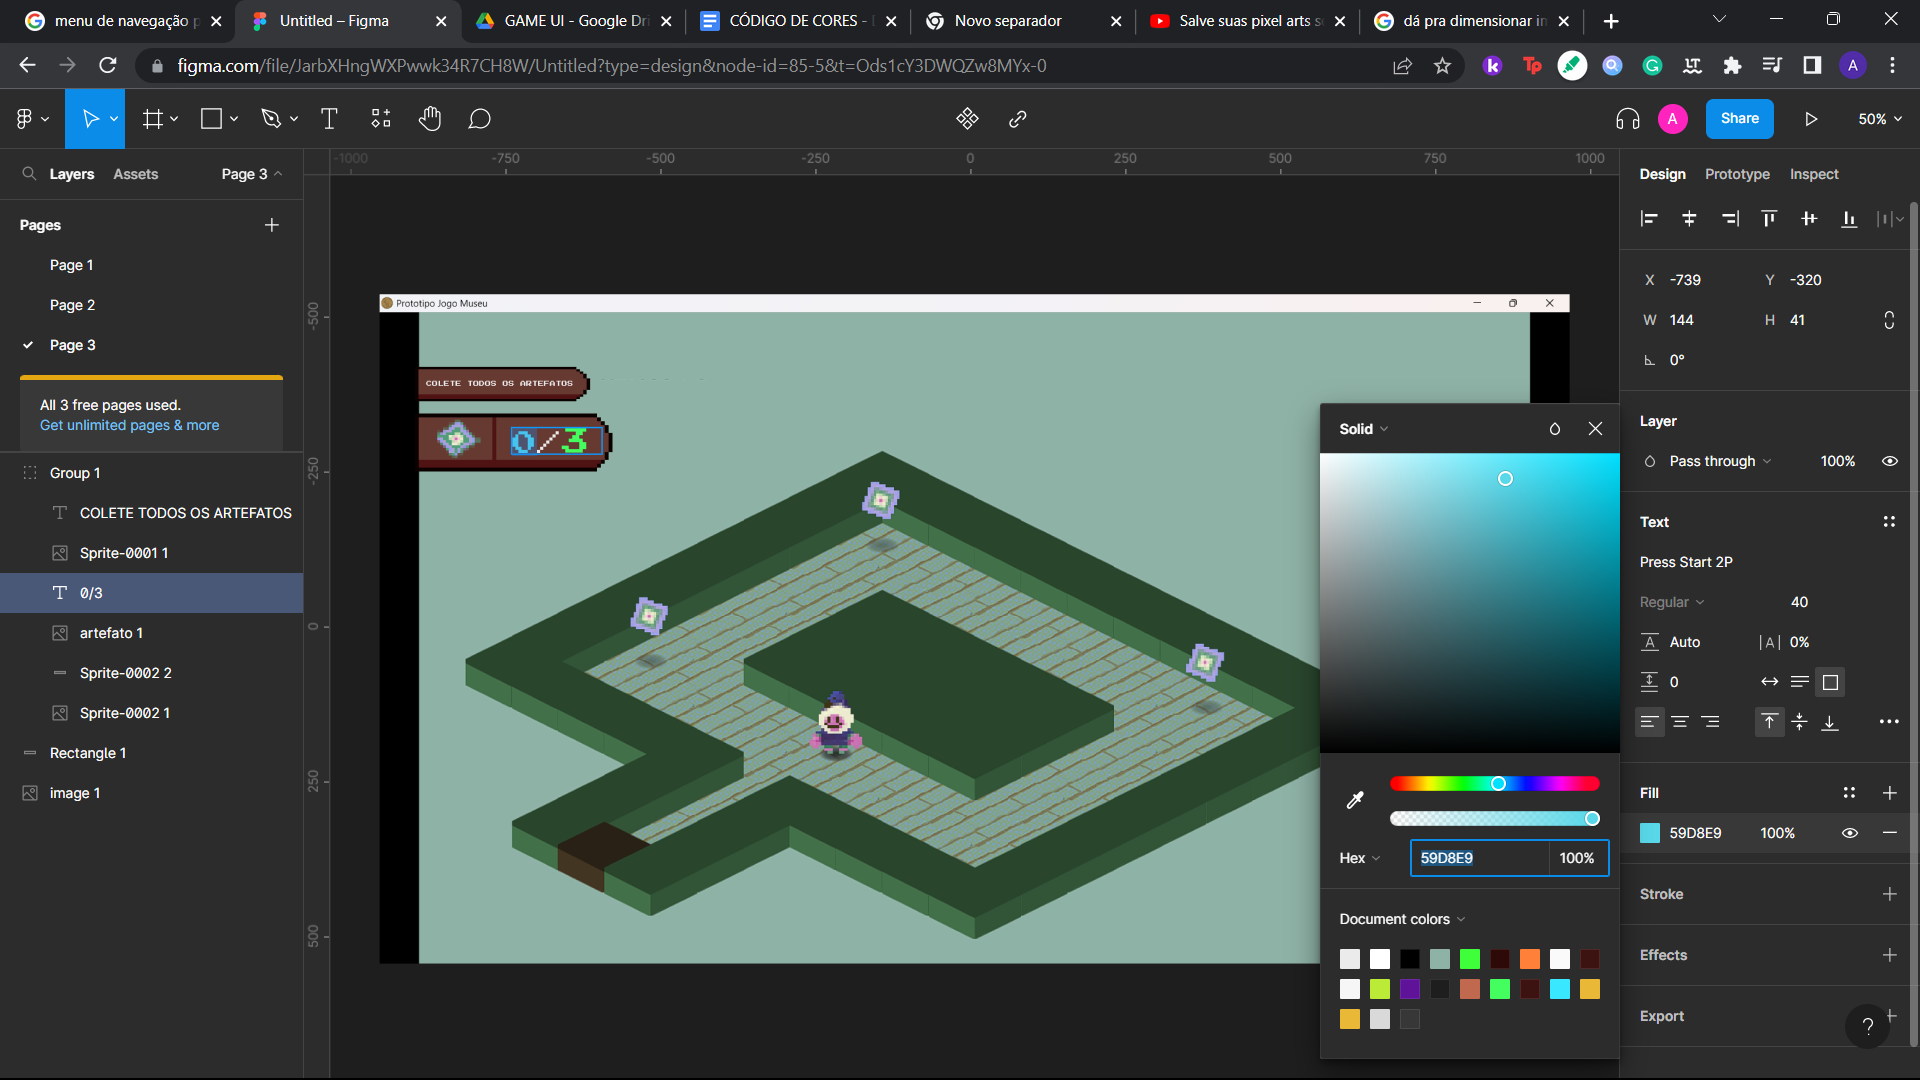 menu de navegação p
Untitled – Figma
GAME UI - Google Dri
CÓDIGO DE CORES -
Novo separador
Salve suas pixel arts s
dá pra dimensionar i
figma.com/file/JarbXHngWXPwwk34R7CH8W/Untitled?type=design&node-id=85-5&t=Ods1cY3DWQZw8MYx-0
A
A
Share
50%
Layers
Assets
Page 3
Pages
Page 1
Page 2
Page 3
All 3 free pages used.
Get unlimited pages & more
Group 1
COLETE TODOS OS ARTEFATOS
Sprite-0001 1
0/3
artefato 1
Sprite-0002 2
Sprite-0002 1
Rectangle 1
image 1
-1000
-750
-500
-250
0
250
500
750
1000
-500
-250
0
250
500
Prototipo Jogo Museu
COLETE TODOS OS ARTEFATOS
0/3
Solid
Hex
59D8E9
100%
Document colors
Design
Prototype
Inspect
X -739
Y -320
W 144
H 41
0°
Layer
Pass through
100%
Text
Press Start 2P
Regular
40
Auto
|A| 0%
0
Fill
59D8E9
100%
Stroke
Effects
Export
?